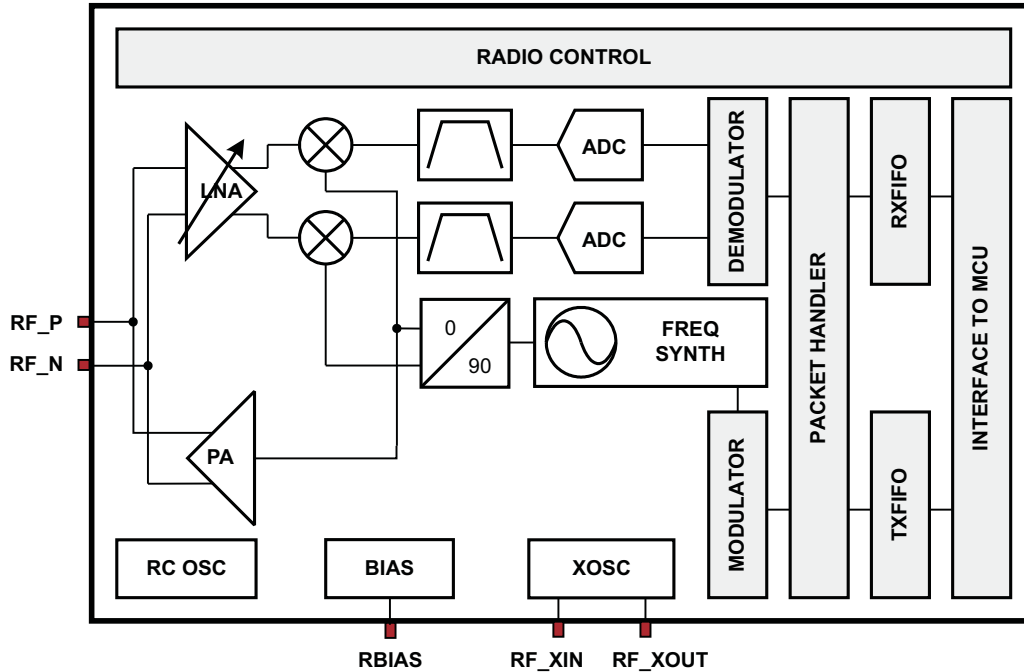 RADIO CONTROL
LNA
ADC
ADC
DEMODULATOR
PACKET HANDLER
RXFIFO
INTERFACE TO MCU
RF_P
RF_N
0
90
FREQ
SYNTH
PA
MODULATOR
TXFIFO
RC OSC
BIAS
XOSC
RBIAS
RF_XIN
RF_XOUT